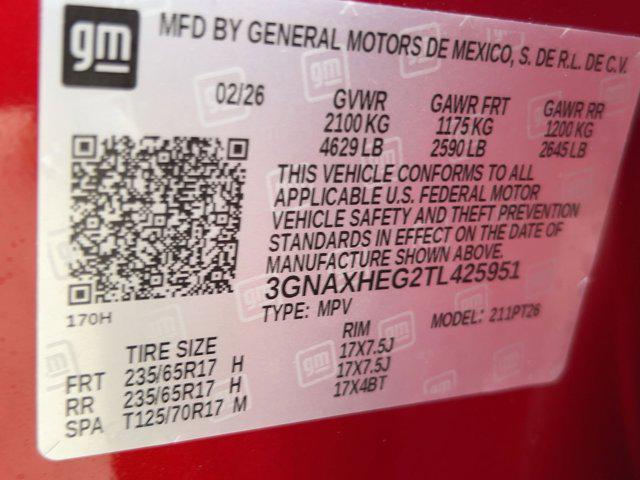 gm MFD BY GENERAL MOTORS DE MEXICO, S. DE R.L. DE C.V.
02/26 GVWR GAWR FRT GAWR RR
2100 KG 1175 KG 1200 KG
4629 LB 2590 LB 2645 LB
THIS VEHICLE CONFORMS TO ALL
APPLICABLE U.S. FEDERAL MOTOR
VEHICLE SAFETY AND THEFT PREVENTION
STANDARDS IN EFFECT ON THE DATE OF
MANUFACTURE SHOWN ABOVE.
3GNAXHEG2TL425951
170H TYPE: MPV MODEL: 211PT26
TIRE SIZE RIM
FRT 235/65R17 H 17X7.5J
RR 235/65R17 H 17X7.5J
SPA T125/70R17 M 17X4BT